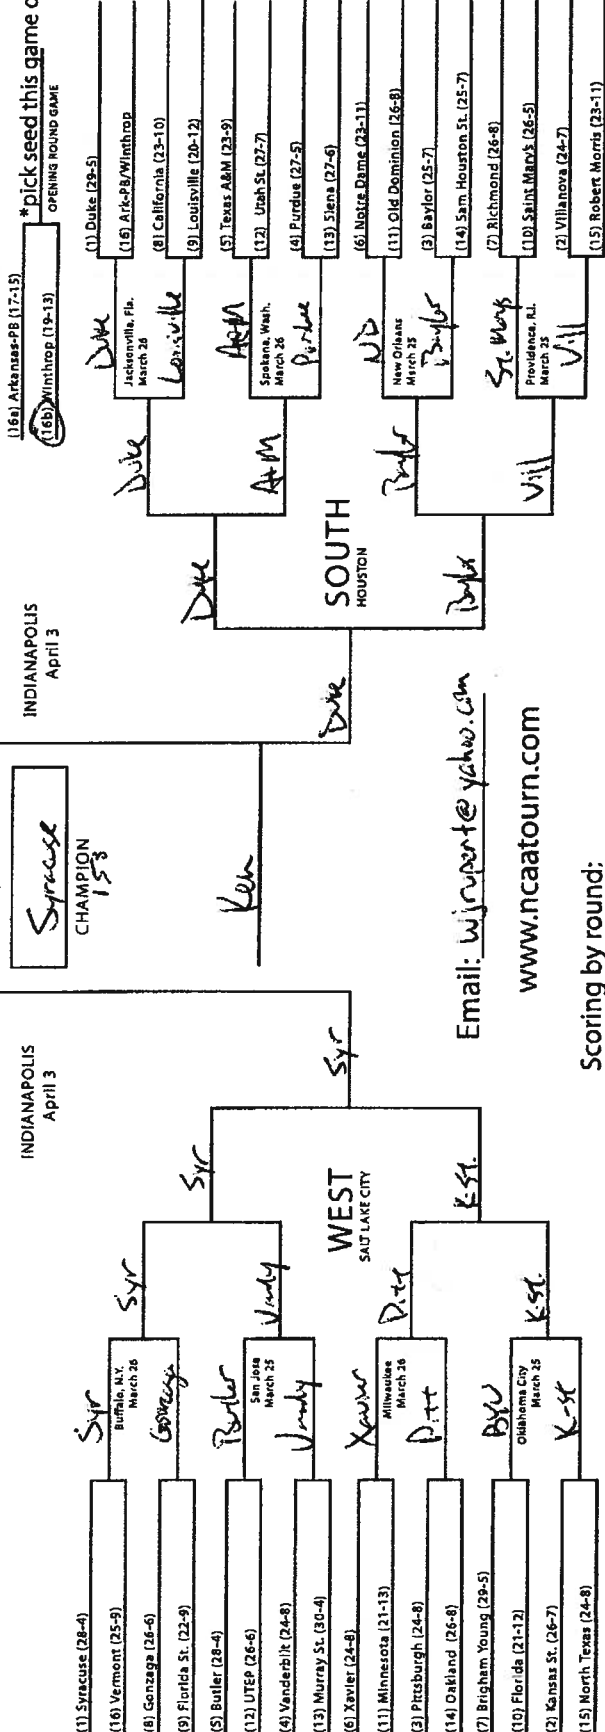 (16a) Arkansas-PB (17-15)
(16b) Winthrop (19-13)
*pick seed this game o
OPENING ROUND GAME
INDIANAPOLIS
April 3
Syracuse
CHAMPION
153
INDIANAPOLIS
April 3
(1) Syracuse (28-4)
(16) Vermont (25-9)
(8) Gonzaga (26-6)
(9) Florida St. (22-9)
(5) Butler (28-4)
(12) UTEP (26-6)
(4) Vanderbilt (24-8)
(13) Murray St. (30-4)
(6) Xavier (24-8)
(11) Minnesota (21-13)
(3) Pittsburgh (24-8)
(14) Oakland (26-8)
(7) Brigham Young (29-5)
(10) Florida (21-12)
(2) Kansas St. (26-7)
(15) North Texas (24-8)
Syr
Buffalo, N.Y.
March 26
Gonzaga
Butler
San Jose
March 25
Vandy
Xavier
Milwaukee
March 26
Pitt
BYU
Oklahoma City
March 25
K-St
Syr
Vandy
Pitt
K-St.
Syr
K-St.
WEST
SALT LAKE CITY
Syr
Ken
Duke
Duke
Baylor
SOUTH
HOUSTON
Duke
A+M
Baylor
Vill
Duke
Jacksonville, Fla.
March 26
Louisville
A+M
Spokane, Wash.
March 26
Purdue
ND
New Orleans
March 25
Baylor
St. Marys
Providence, R.I.
March 25
Vill
(1) Duke (29-5)
(16) Ark-PB/Winthrop
(8) California (23-10)
(9) Louisville (20-12)
(5) Texas A&M (23-9)
(12) Utah St. (27-7)
(4) Purdue (27-5)
(13) Siena (27-6)
(6) Notre Dame (23-11)
(11) Old Dominion (26-8)
(3) Baylor (25-7)
(14) Sam Houston St. (25-7)
(7) Richmond (26-8)
(10) Saint Mary's (26-5)
(2) Villanova (24-7)
(15) Robert Morris (23-11)
Email: wjrupert@yahoo.com
www.ncaatourn.com
Scoring by round: